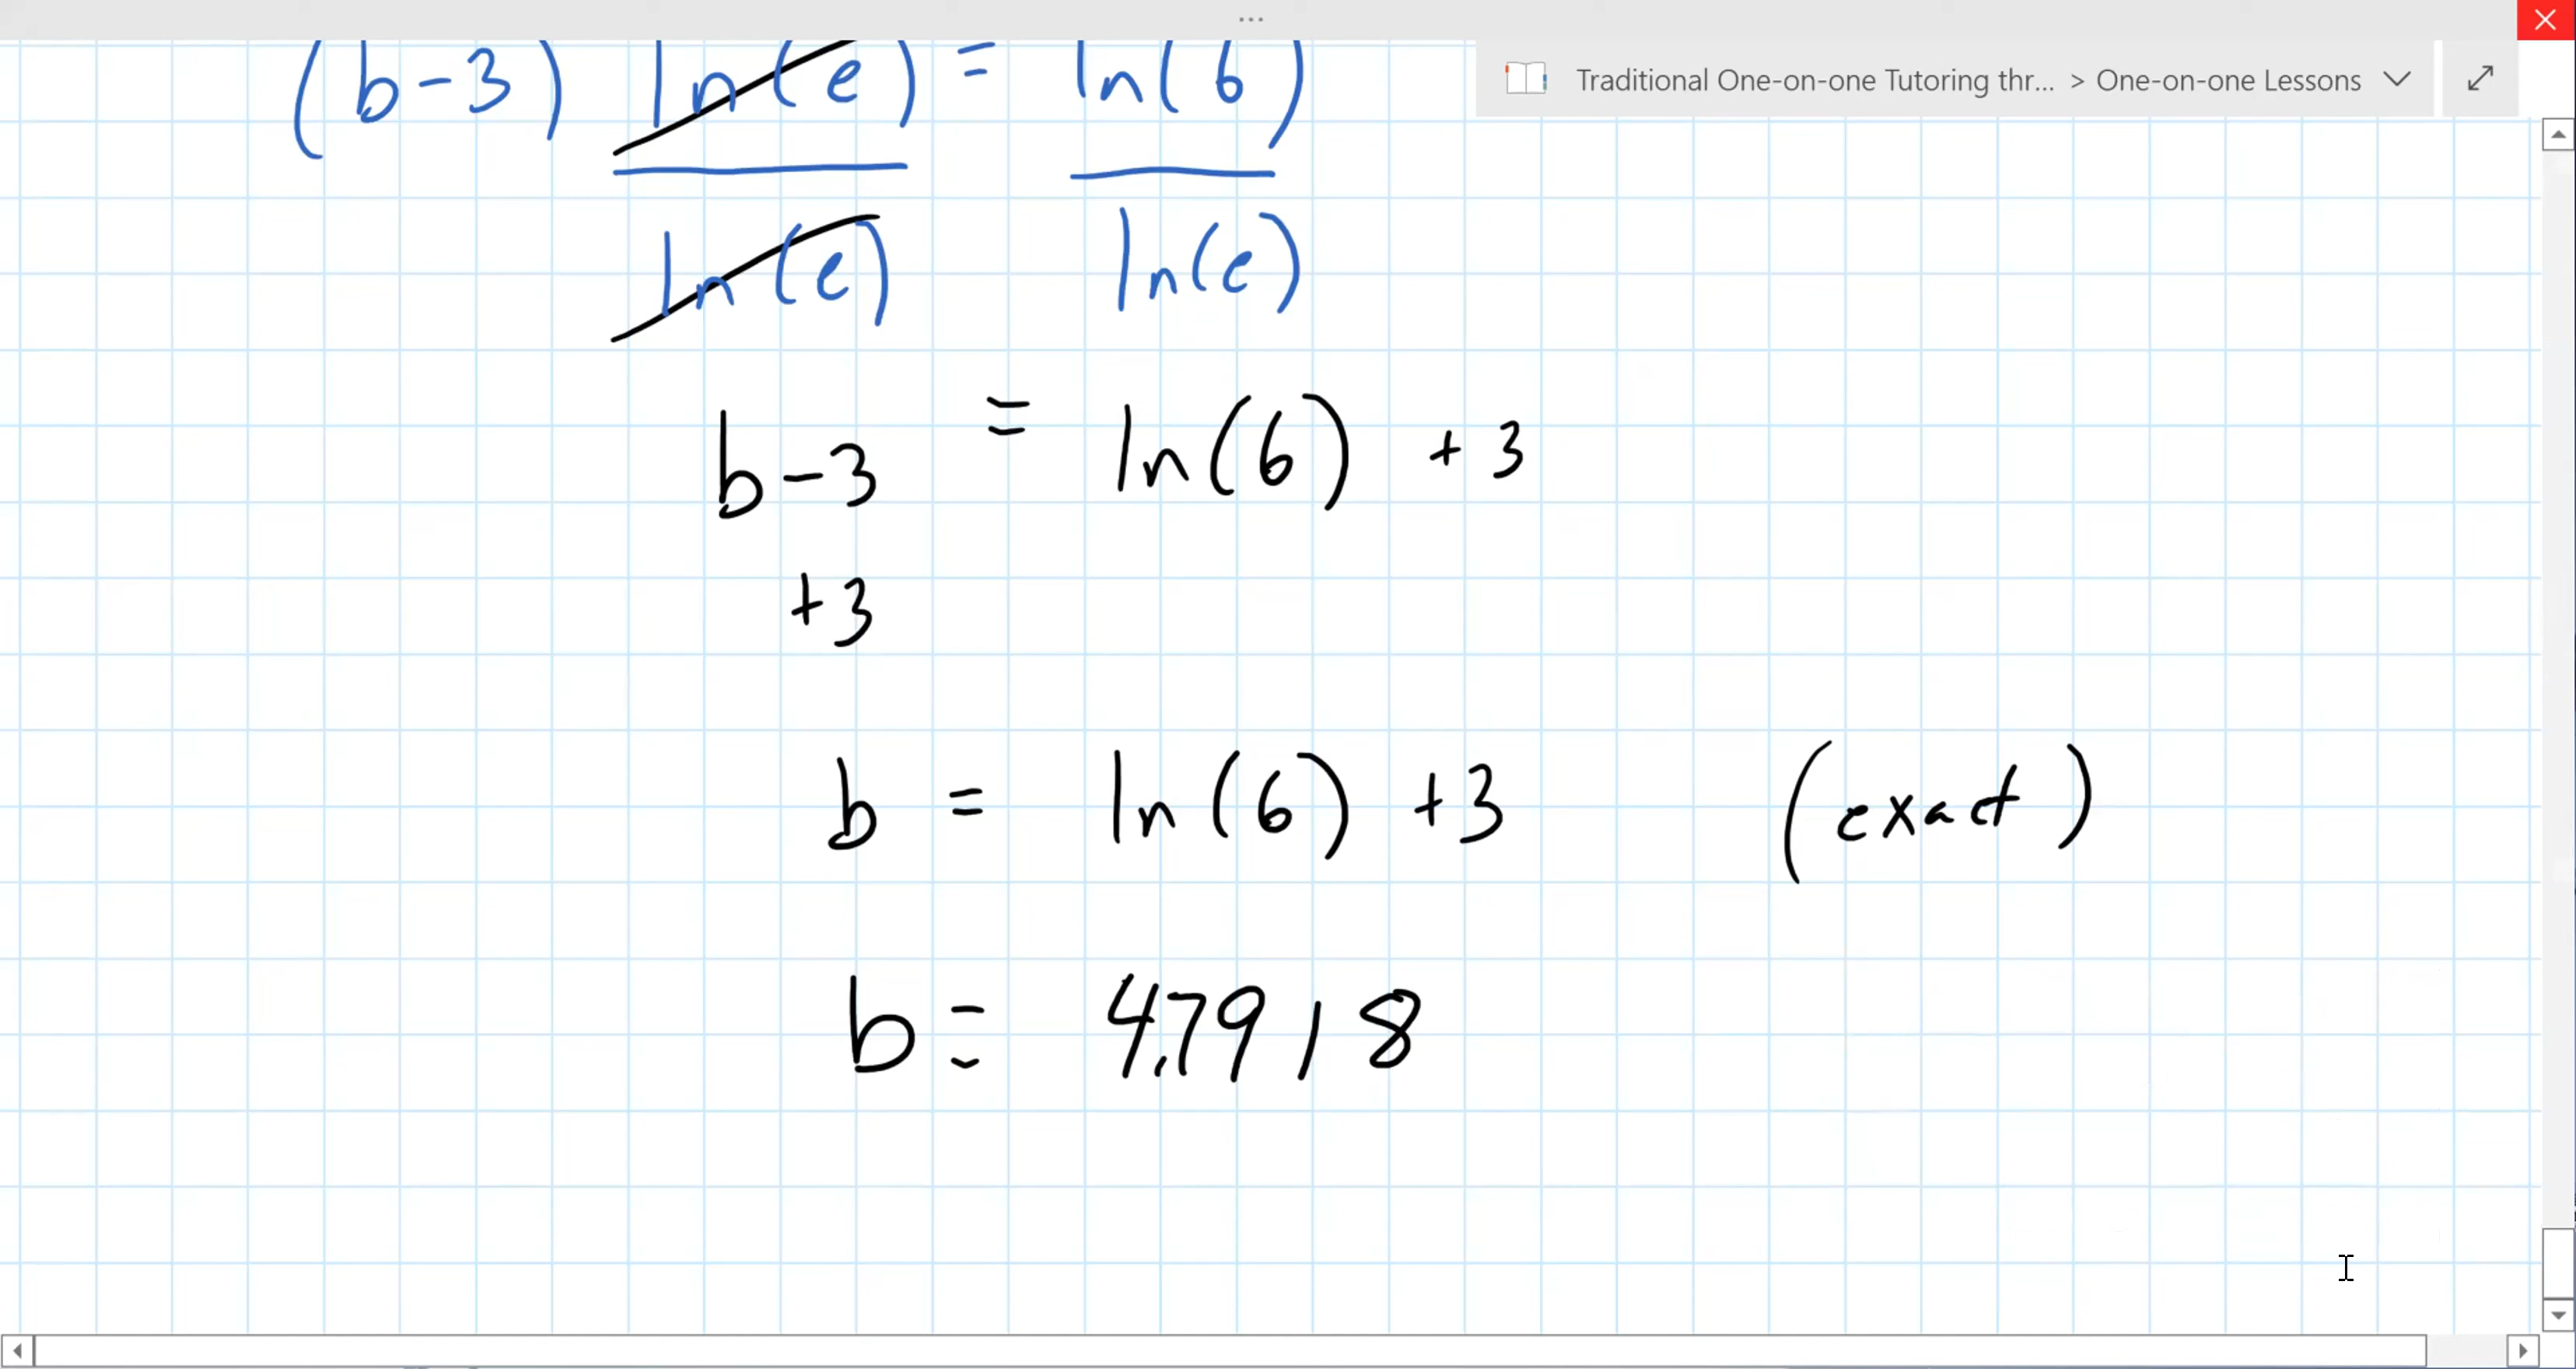 ...
Traditional One-on-one Tutoring thr... > One-on-one Lessons
(b-3) ln(e) = ln(6)
ln(e) ln(e)
b-3 = ln(6) +3
+3
b = ln(6) +3 (exact)
b = 4.7918